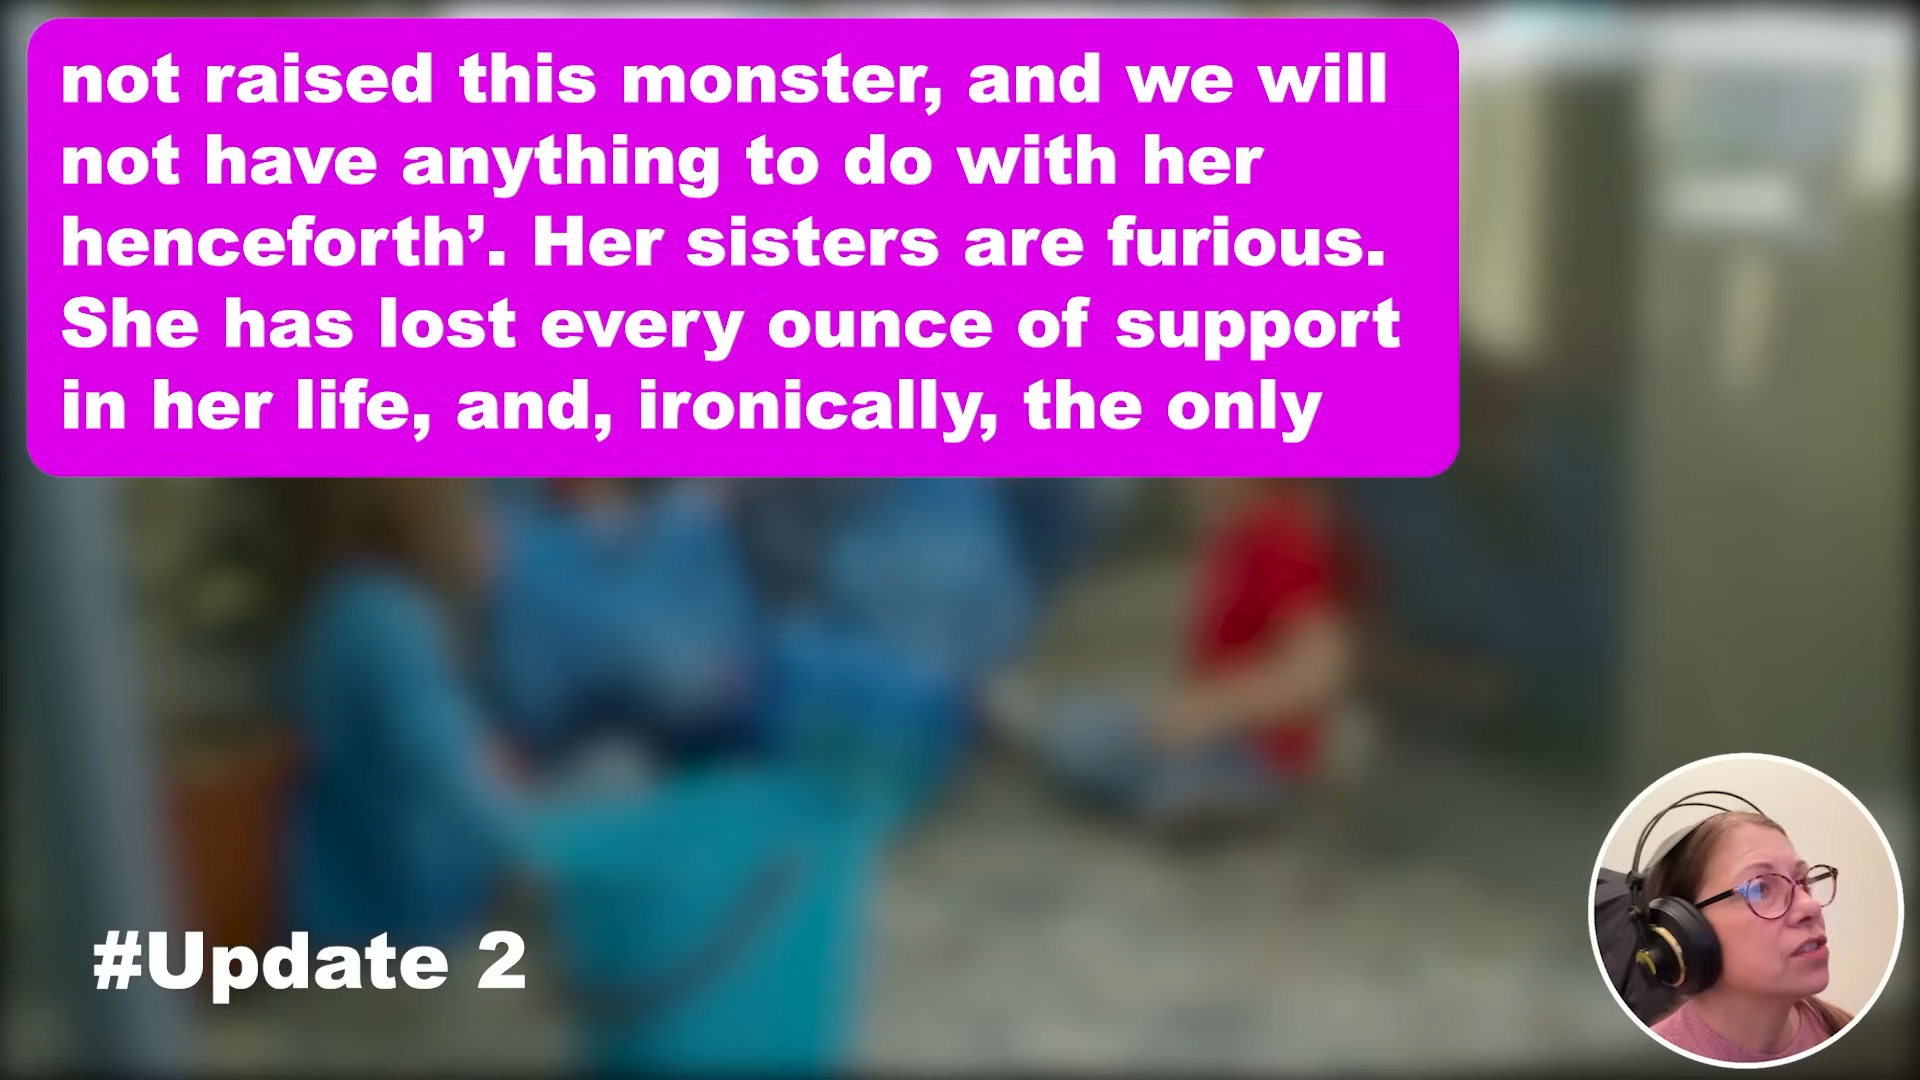 not raised this monster, and we will
not have anything to do with her
henceforth’. Her sisters are furious.
She has lost every ounce of support
in her life, and, ironically, the only
#Update 2